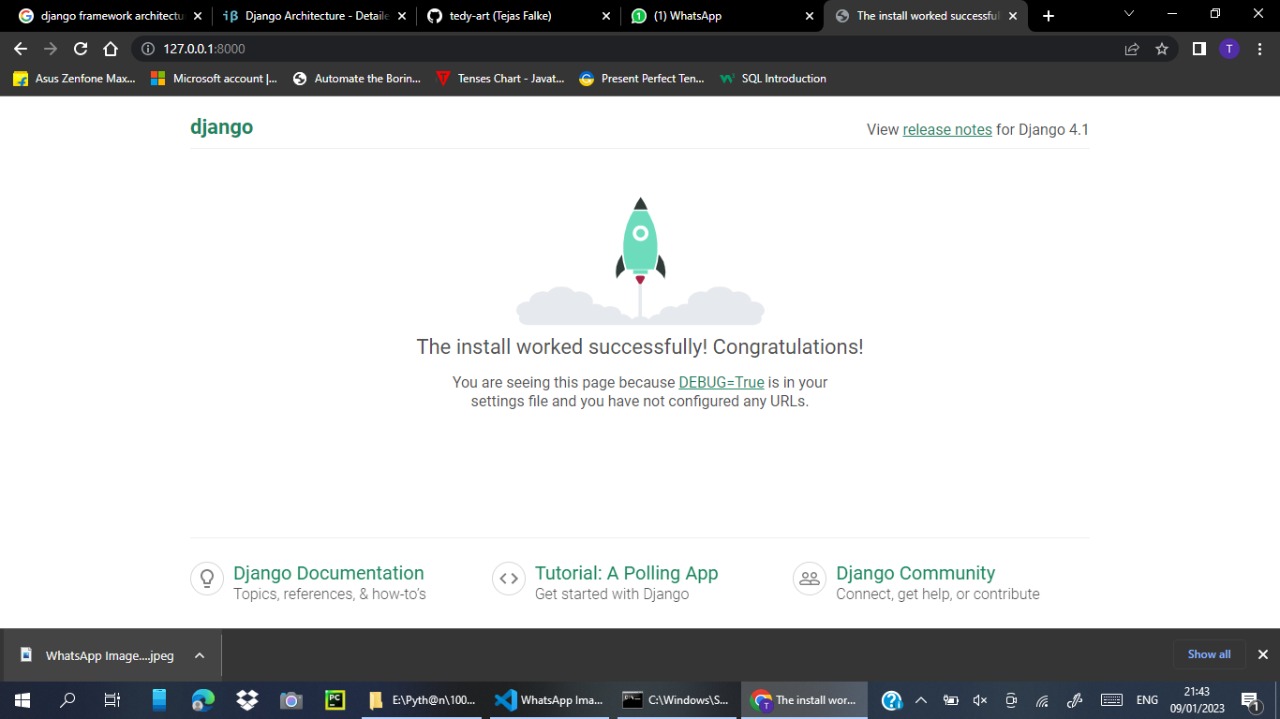 django framework architectu
Django Architecture - Detaile
tedy-art (Tejas Falke)
(1) WhatsApp
The install worked successful
127.0.0.1:8000
T
Asus Zenfone Max...
Microsoft account |...
Automate the Borin...
Tenses Chart - Javat...
Present Perfect Ten...
SQL Introduction
django
View release notes for Django 4.1
The install worked successfully! Congratulations!
You are seeing this page because DEBUG=True is in your
settings file and you have not configured any URLs.
Django Documentation
Topics, references, & how-to's
Tutorial: A Polling App
Get started with Django
Django Community
Connect, get help, or contribute
WhatsApp Image....jpeg
Show all
PC
E:\Pyth@n\100...
WhatsApp Ima...
C:\Windows\S...
T
The install wor...
ENG
21:43
09/01/2023
1